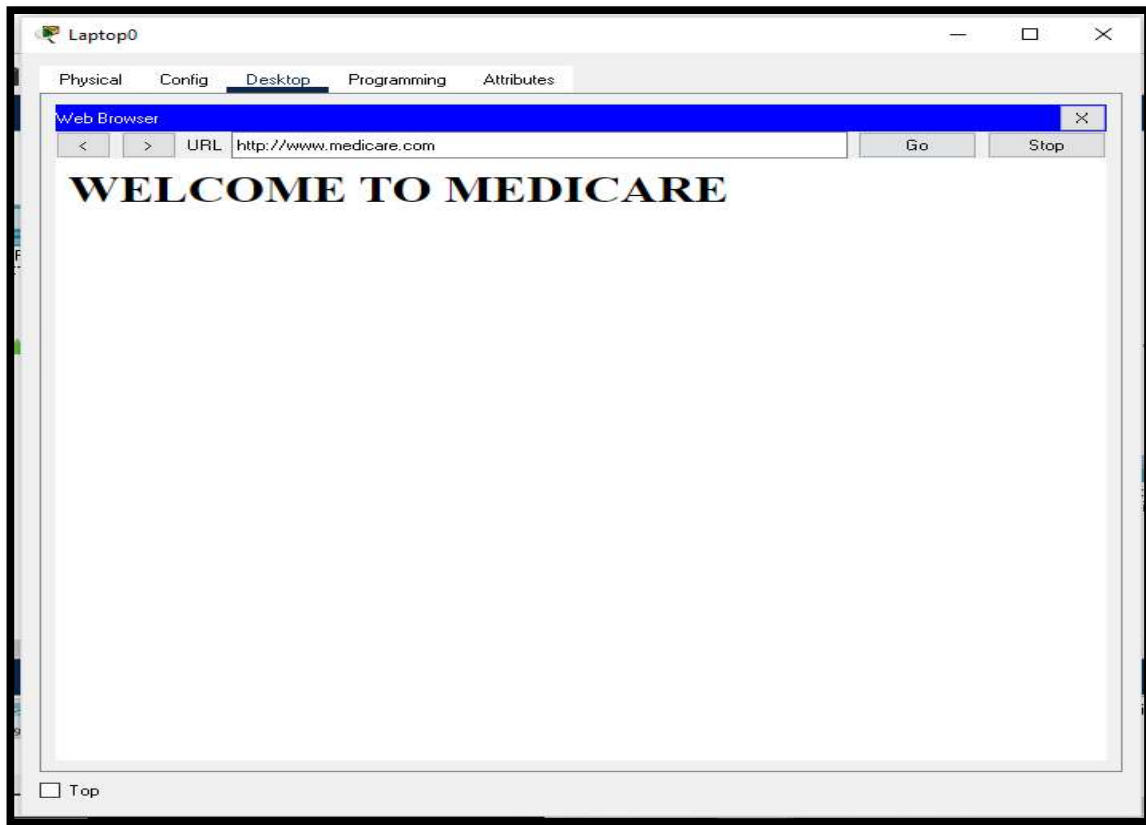 Laptop0
Physical Config Desktop Programming Attributes
Web Browser
< > URL http://www.medicare.com Go Stop
WELCOME TO MEDICARE
Top